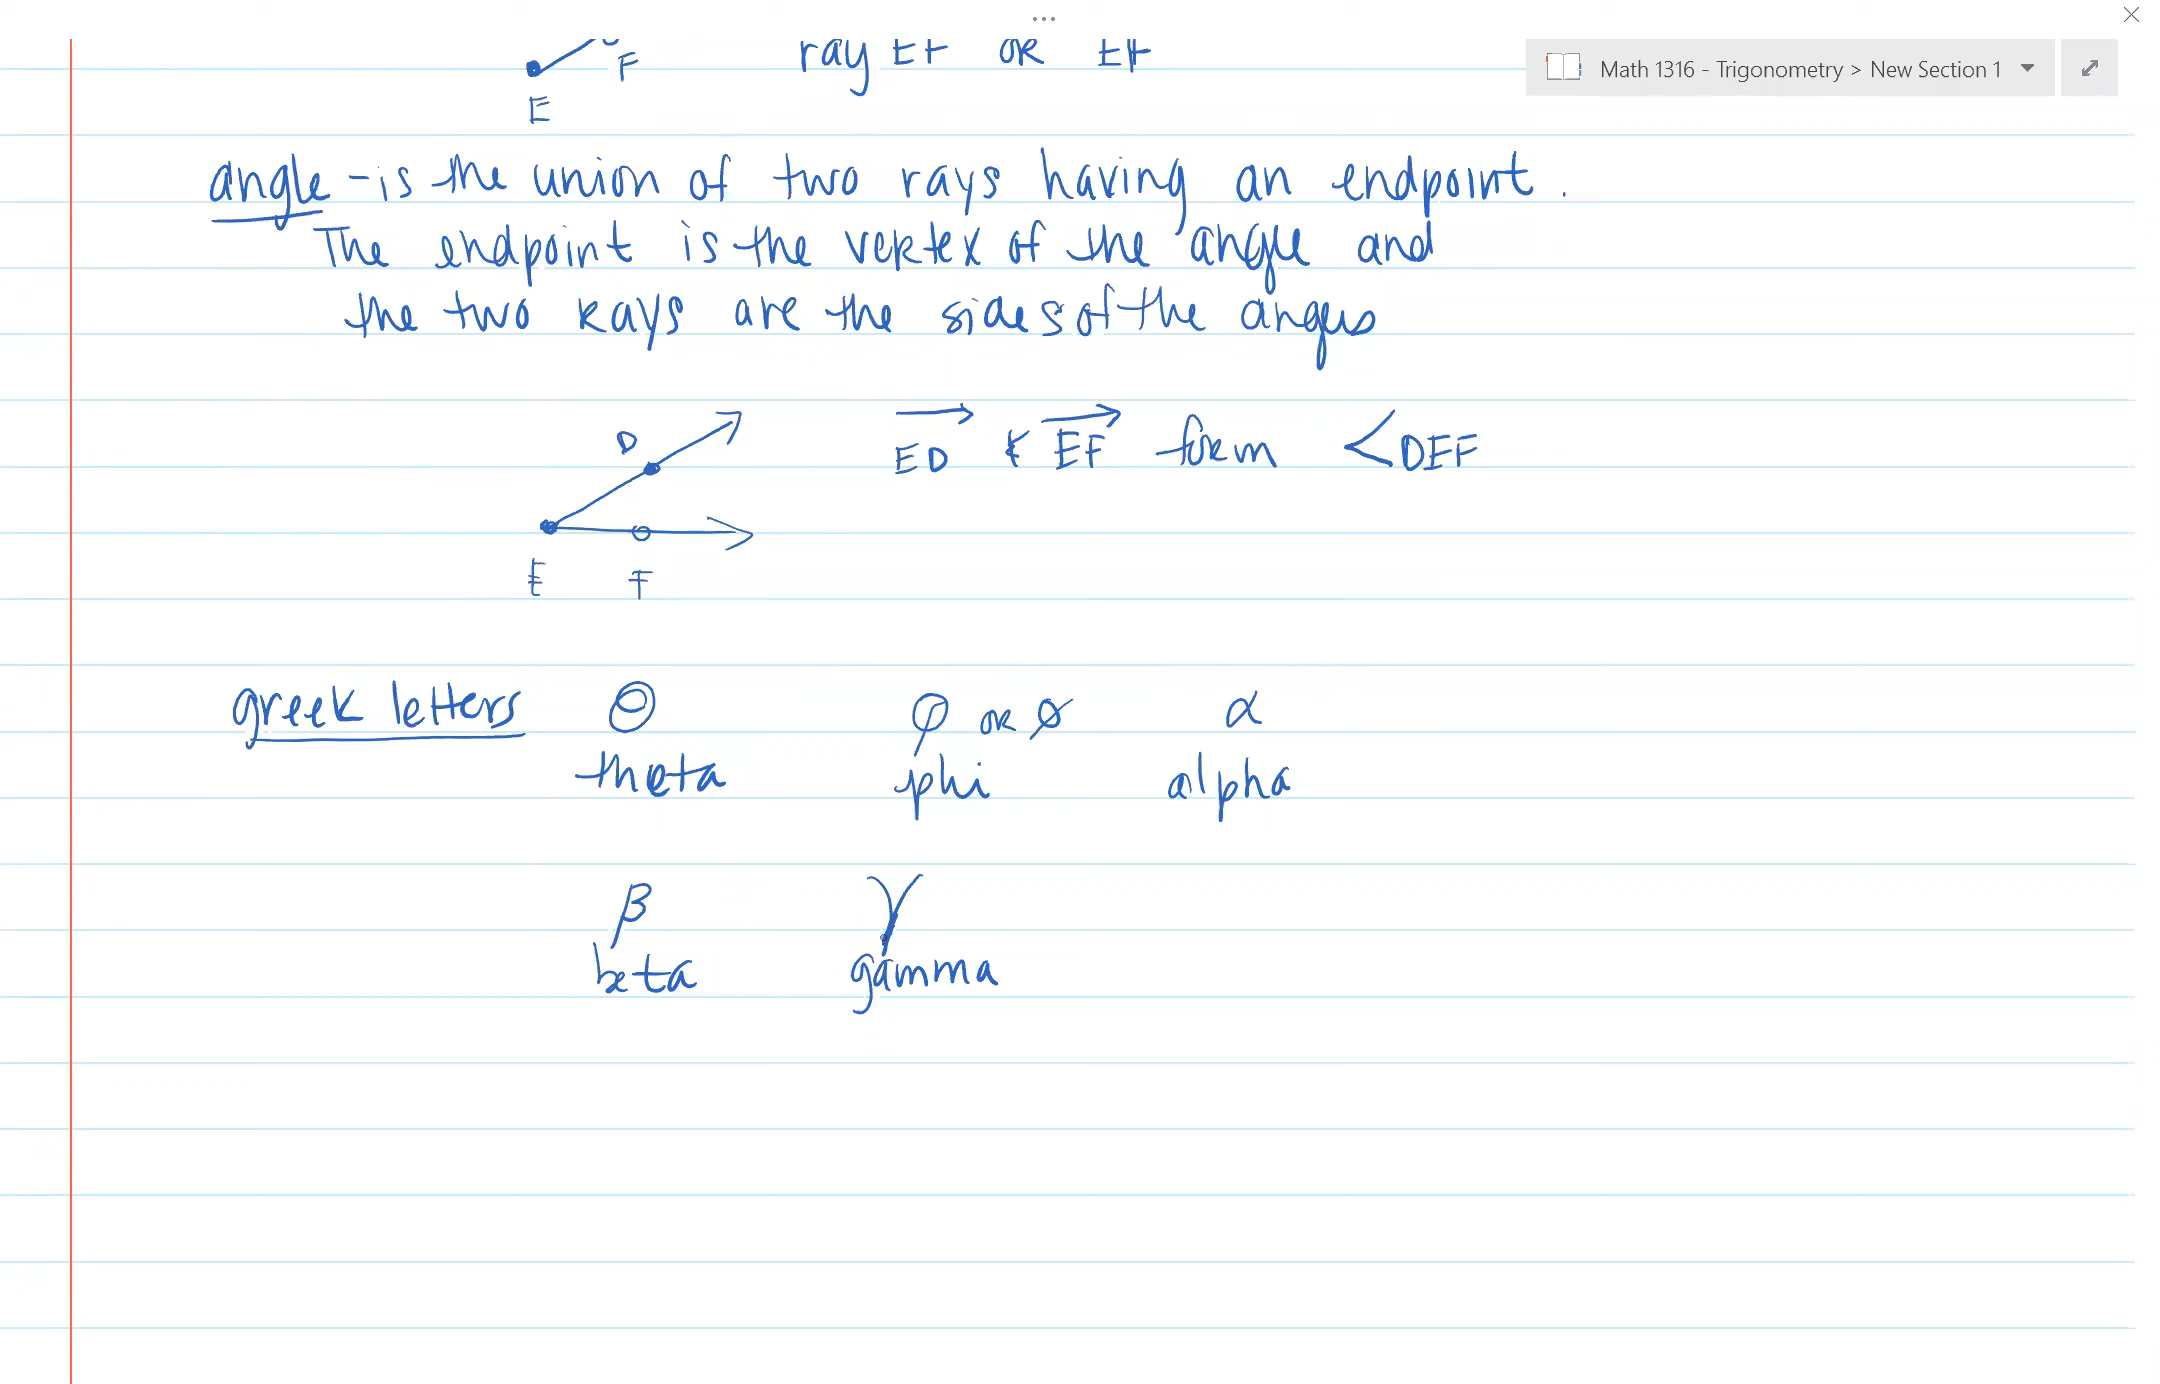 ...
ray EF OR EF
F
Math 1316 - Trigonometry > New Section 1
E
angle - is the union of two rays having an endpoint.
The endpoint is the vertex of the angle and
the two rays are the sides of the angles
D
ED & EF form <DEF
E F
greek letters θ φ or ø α
theta phi alpha
β γ
beta gamma